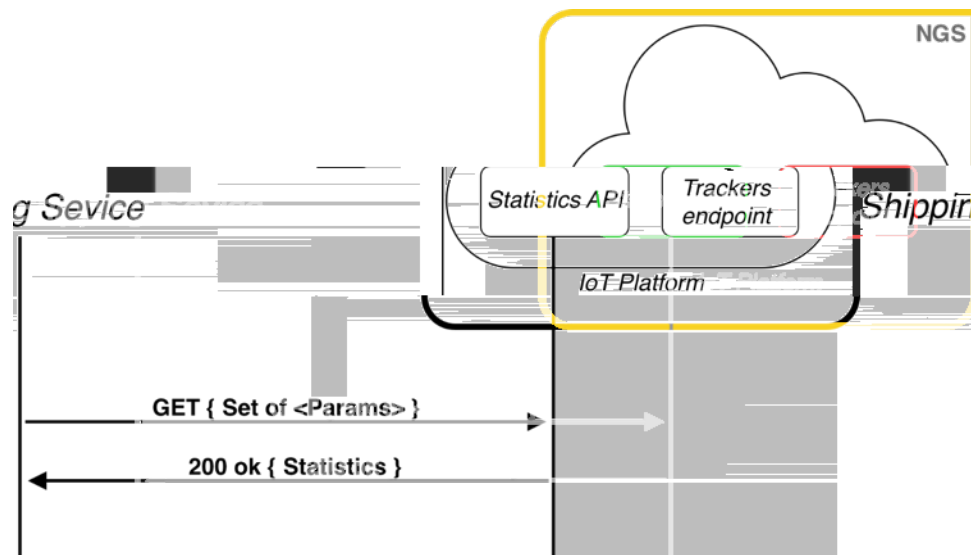 NGS
g Sevice
Statistics API
Trackers
endpoint
Shippin
IoT Platform
GET { Set of <Params> }
200 ok { Statistics }